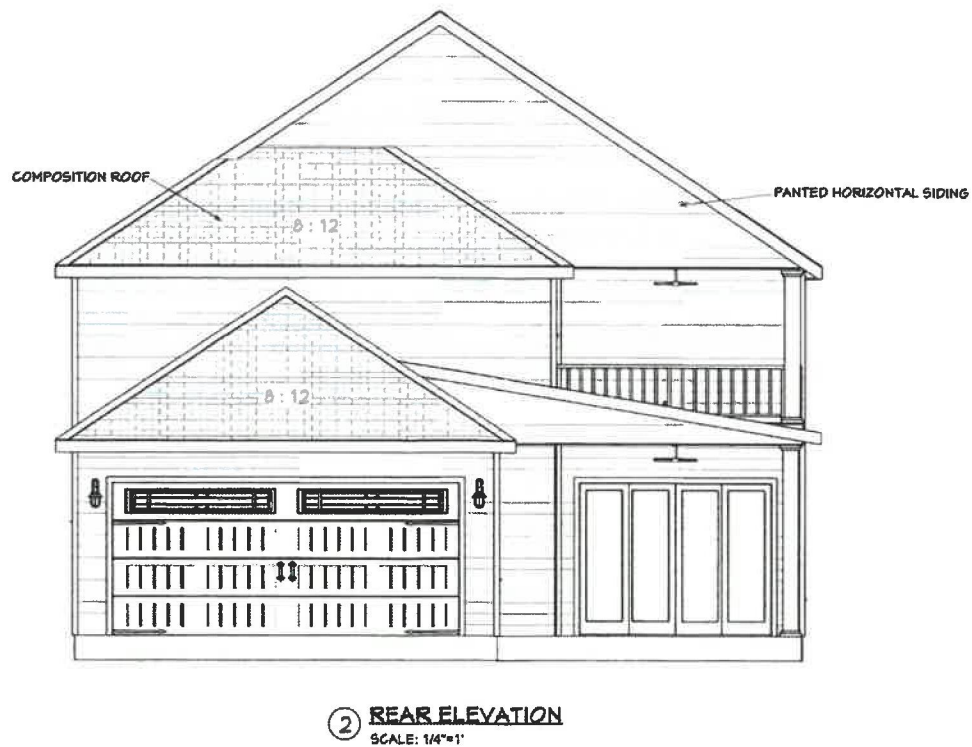 COMPOSITION ROOF
PANTED HORIZONTAL SIDING
8 : 12
8 : 12
2 REAR ELEVATION
SCALE: 1/4"=1'